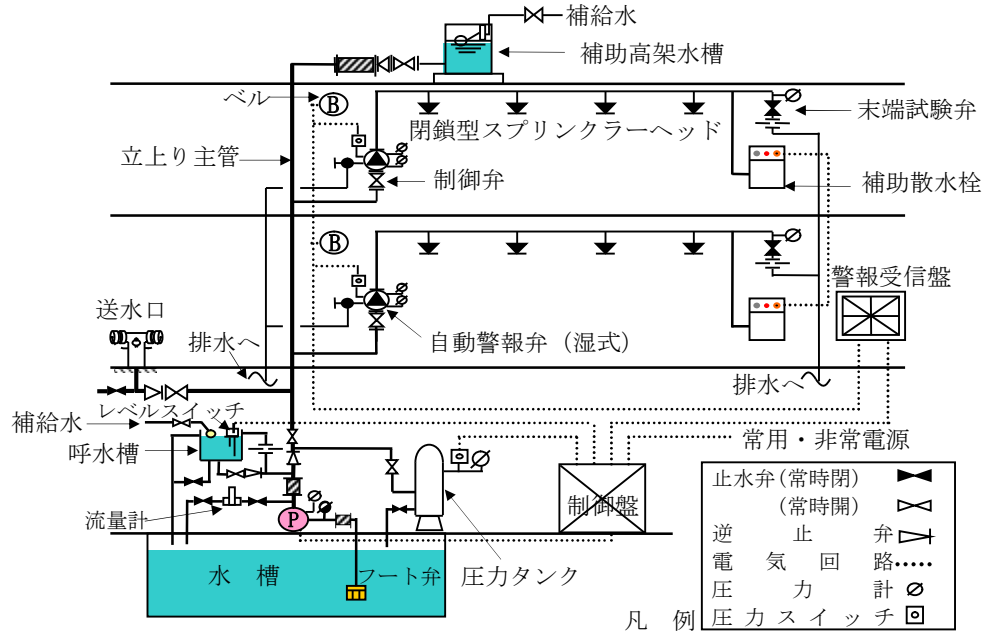 補給水
補助高架水槽
ベル
B
末端試験弁
閉鎖型スプリンクラーヘッド
立上り主管
制御弁
補助散水栓
B
警報受信盤
送水口
排水へ
自動警報弁（湿式）
排水へ
レベルスイッチ
補給水
呼水槽
常用・非常電源
制御盤
流量計
P
水 槽
フート弁
圧力タンク
止水弁(常時閉)
(常時開)
逆 止 弁
電 気 回 路
圧 力 計
凡 例
圧 力 ス イ ッ チ